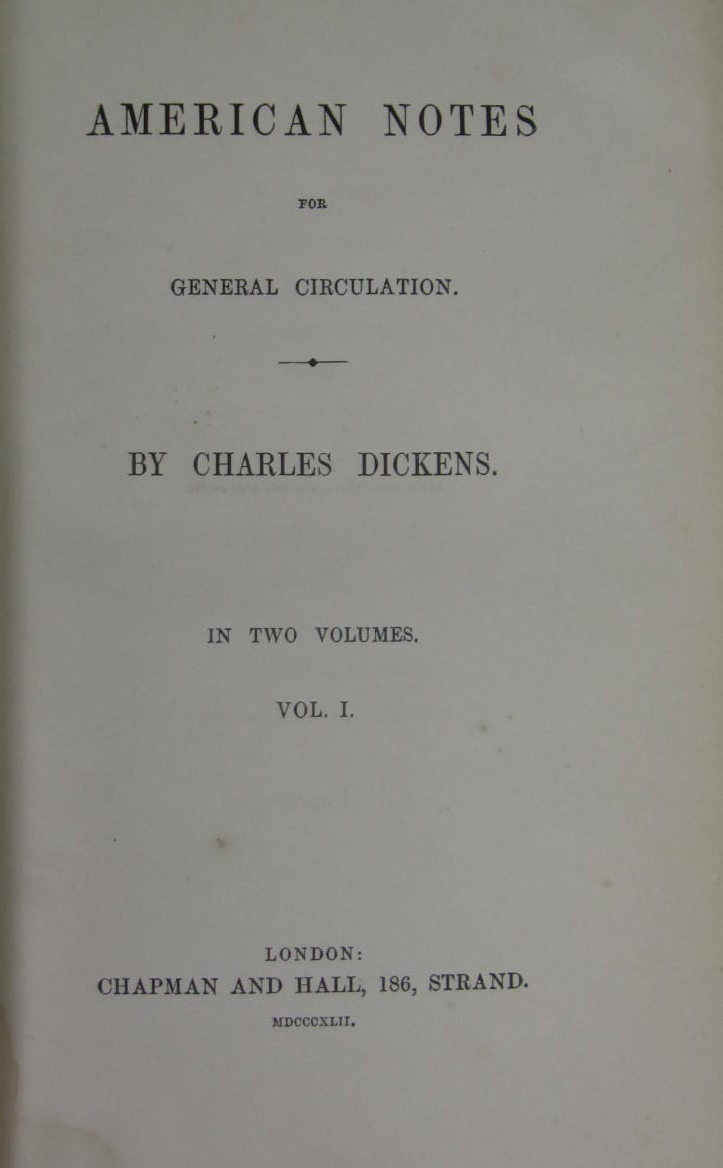 AMERICAN NOTES
FOR
GENERAL CIRCULATION.
BY CHARLES DICKENS.
IN TWO VOLUMES.
VOL. I.
LONDON:
CHAPMAN AND HALL, 186, STRAND.
MDCCCXLII.